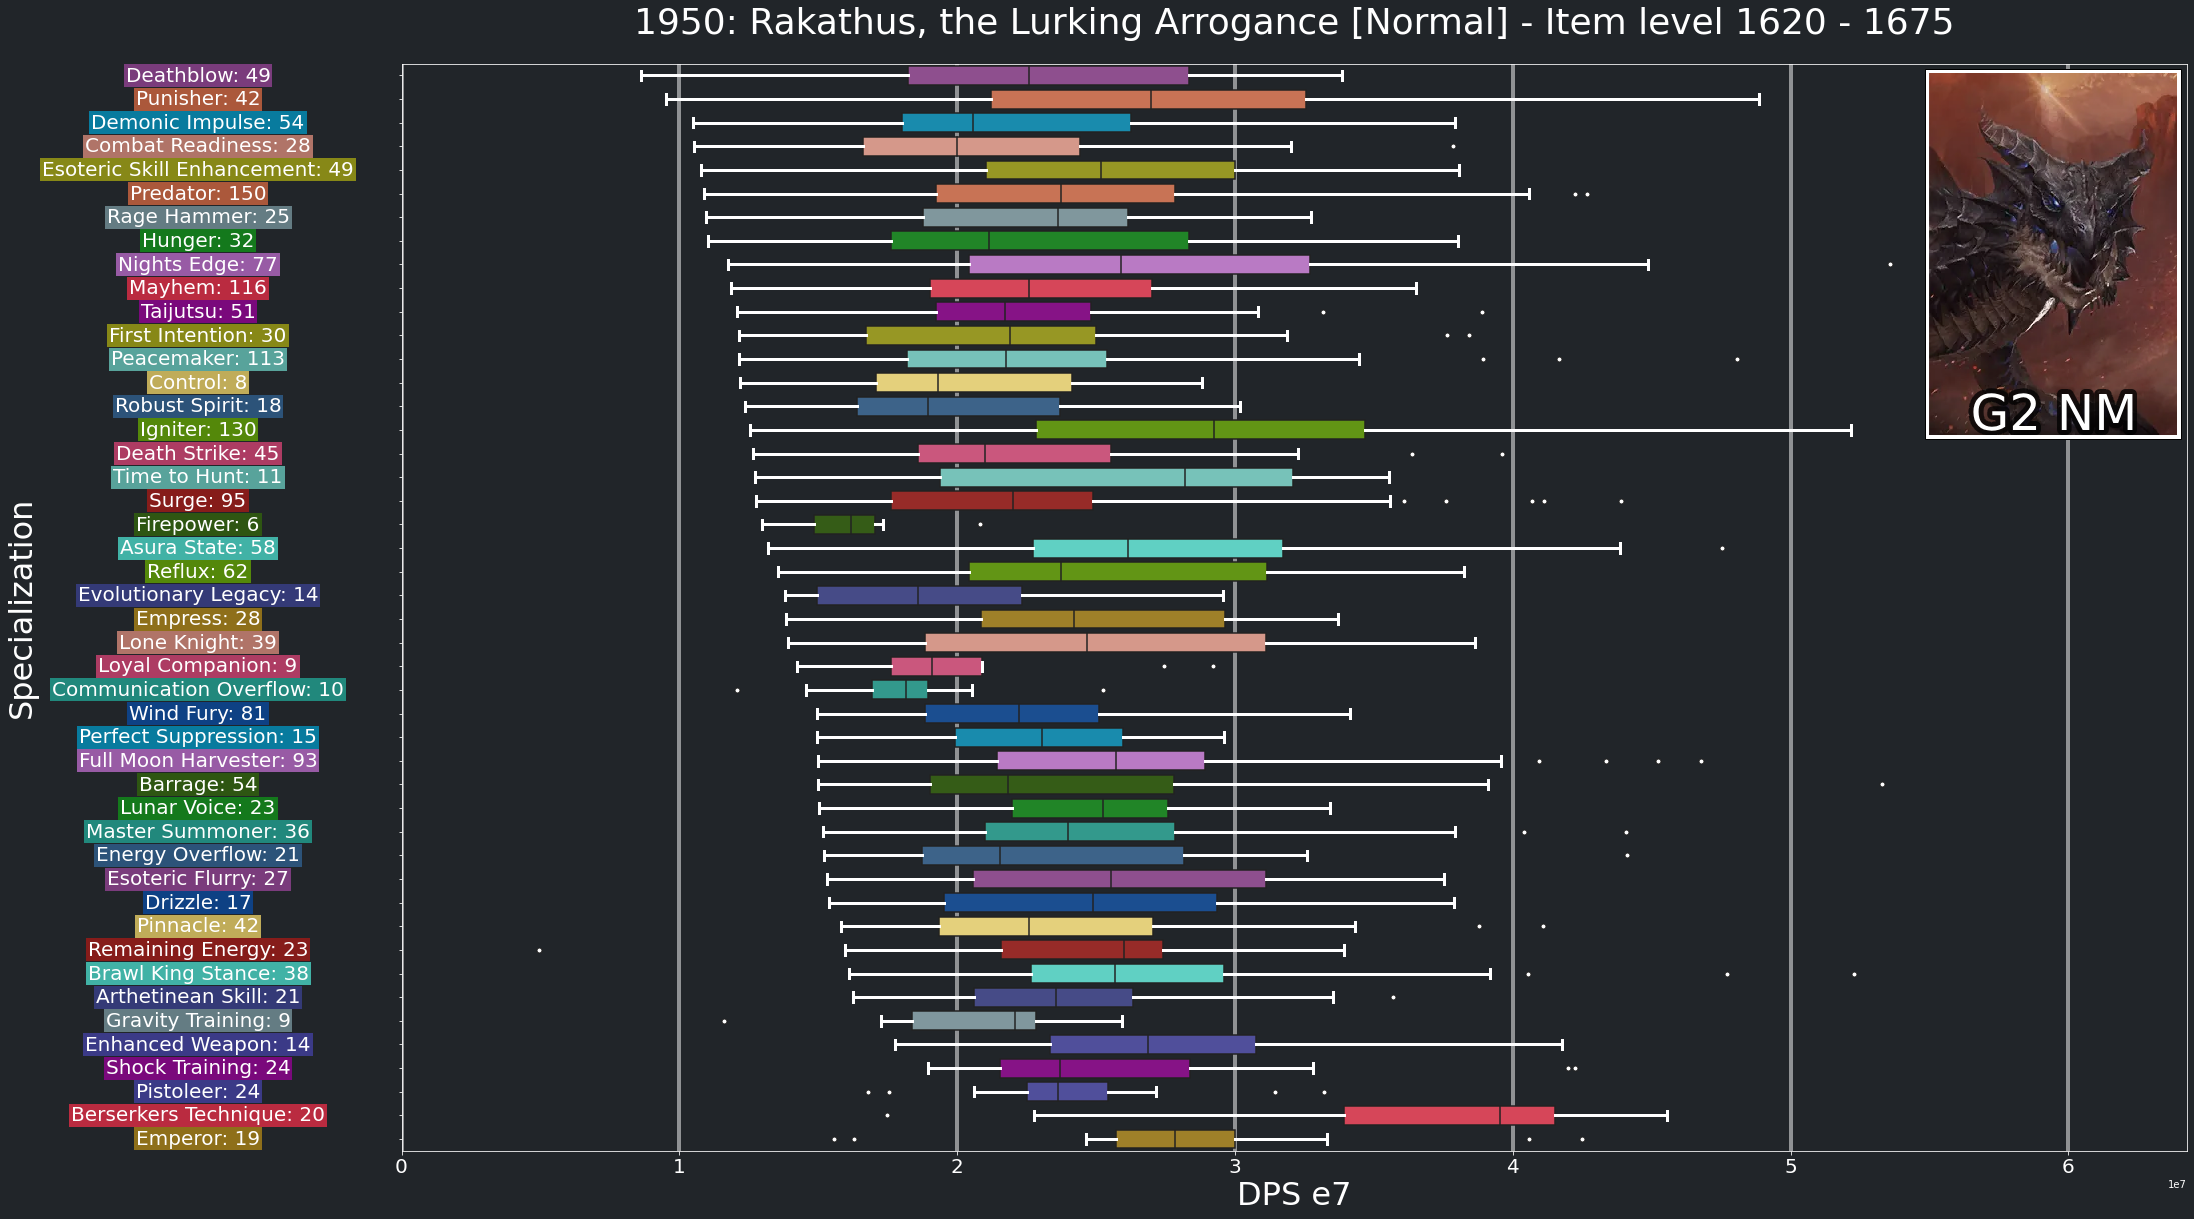 1950: Rakathus, the Lurking Arrogance [Normal] - Item level 1620 - 1675
Deathblow: 49
Punisher: 42
Demonic Impulse: 54
Combat Readiness: 28
Esoteric Skill Enhancement: 49
Predator: 150
Rage Hammer: 25
Hunger: 32
Nights Edge: 77
Mayhem: 116
Taijutsu: 51
First Intention: 30
Peacemaker: 113
Control: 8
Robust Spirit: 18
Igniter: 130
Death Strike: 45
Time to Hunt: 11
Surge: 95
Firepower: 6
Asura State: 58
Reflux: 62
Evolutionary Legacy: 14
Empress: 28
Lone Knight: 39
Loyal Companion: 9
Communication Overflow: 10
Wind Fury: 81
Perfect Suppression: 15
Full Moon Harvester: 93
Barrage: 54
Lunar Voice: 23
Master Summoner: 36
Energy Overflow: 21
Esoteric Flurry: 27
Drizzle: 17
Pinnacle: 42
Remaining Energy: 23
Brawl King Stance: 38
Arthetinean Skill: 21
Gravity Training: 9
Enhanced Weapon: 14
Shock Training: 24
Pistoleer: 24
Berserkers Technique: 20
Emperor: 19
Specialization
G2 NM
0 1 2 3 4 5 6
DPS e7
1e7